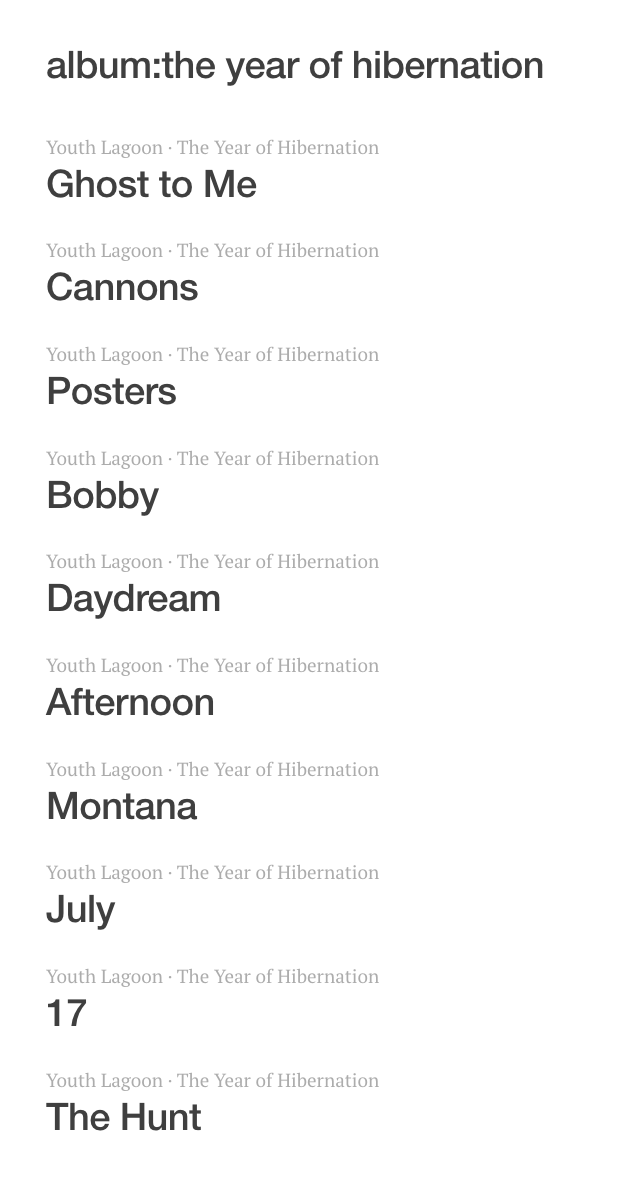 album:the year of hibernation
Youth Lagoon · The Year of Hibernation
Ghost to Me
Youth Lagoon · The Year of Hibernation
Cannons
Youth Lagoon · The Year of Hibernation
Posters
Youth Lagoon · The Year of Hibernation
Bobby
Youth Lagoon · The Year of Hibernation
Daydream
Youth Lagoon · The Year of Hibernation
Afternoon
Youth Lagoon · The Year of Hibernation
Montana
Youth Lagoon · The Year of Hibernation
July
Youth Lagoon · The Year of Hibernation
17
Youth Lagoon · The Year of Hibernation
The Hunt